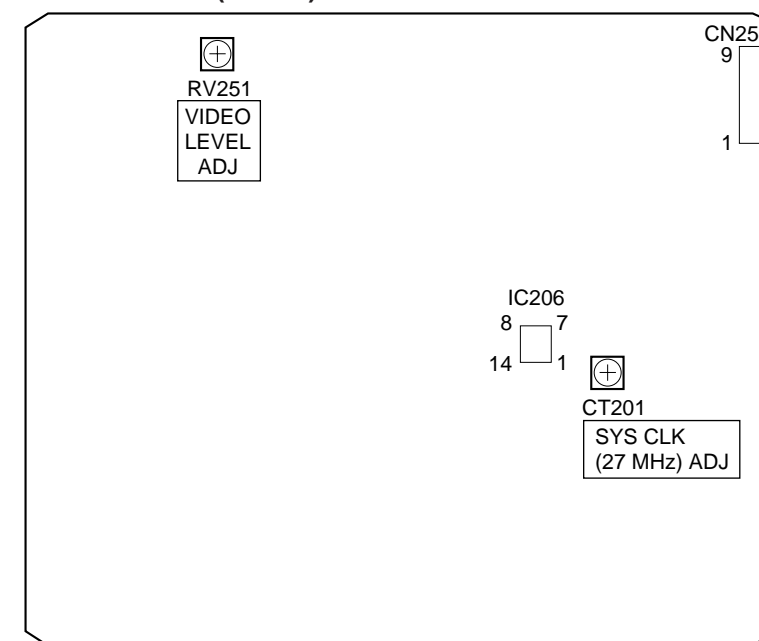 RV251
VIDEO
LEVEL
ADJ
CN25
9
1
IC206
8 7
14 1
CT201
SYS CLK
(27 MHz) ADJ